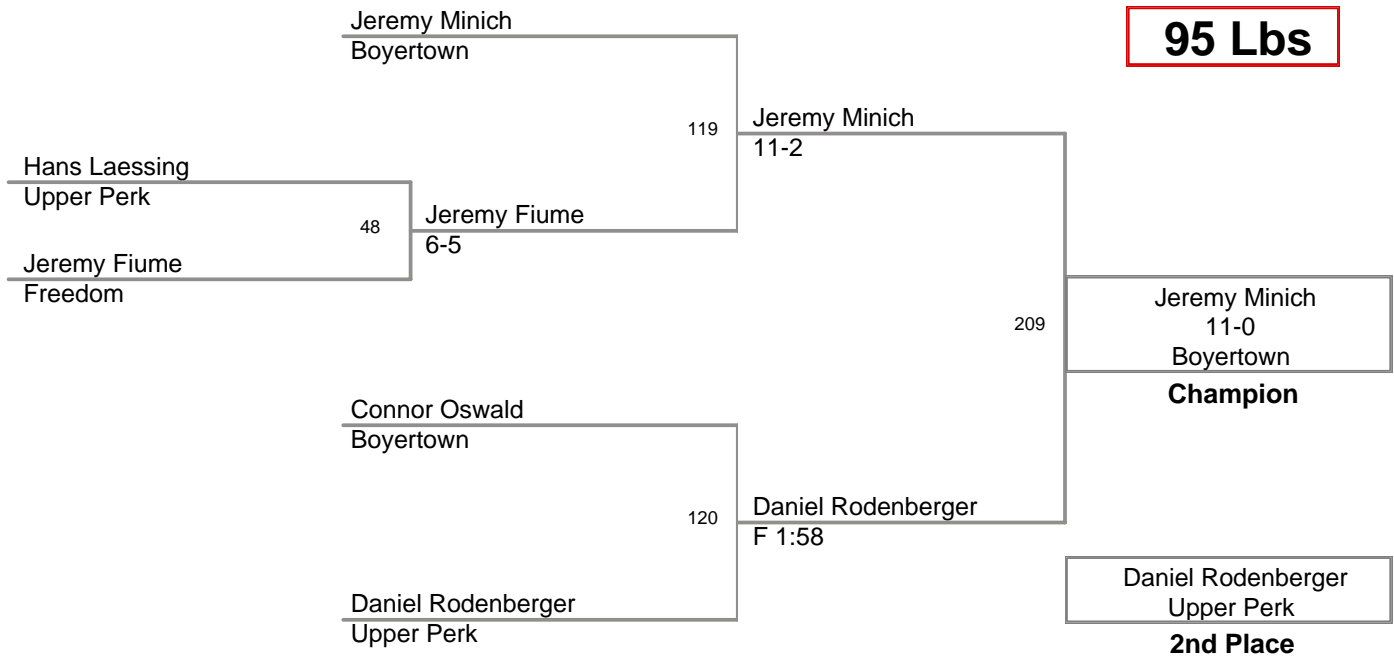 Jeremy Minich
Boyertown
95 Lbs
119
Jeremy Minich
11-2
Hans Laessing
Upper Perk
48
Jeremy Fiume
6-5
Jeremy Fiume
Freedom
209
Jeremy Minich
11-0
Boyertown
Champion
Connor Oswald
Boyertown
120
Daniel Rodenberger
F 1:58
Daniel Rodenberger
Upper Perk
Daniel Rodenberger
Upper Perk
2nd Place